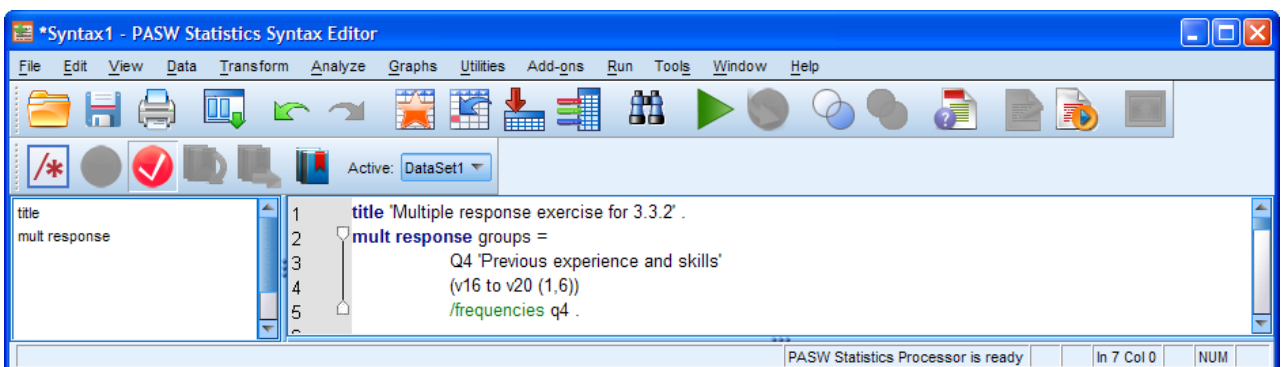 *Syntax1 - PASW Statistics Syntax Editor
File Edit View Data Transform Analyze Graphs Utilities Add-ons Run Tools Window Help
/* Active: DataSet1
title
mult response
1 title 'Multiple response exercise for 3.3.2' .
2 mult response groups =
3 Q4 'Previous experience and skills'
4 (v16 to v20 (1,6))
5 /frequencies q4 .
PASW Statistics Processor is ready In 7 Col 0 NUM